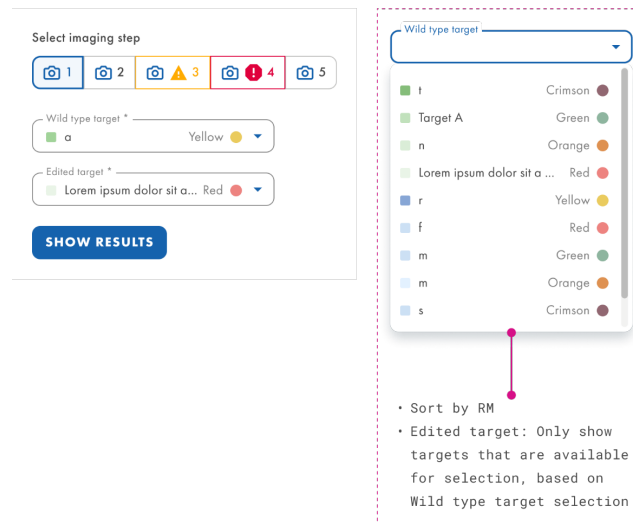 Select imaging step
1 2 3 4 5
Wild type target *
a Yellow
Edited target *
Lorem ipsum dolor sit a... Red
SHOW RESULTS
Wild type target
t Crimson
Target A Green
n Orange
Lorem ipsum dolor sit a ... Red
r Yellow
f Red
m Green
m Orange
s Crimson
• Sort by RM
• Edited target: Only show
targets that are available
for selection, based on
Wild type target selection